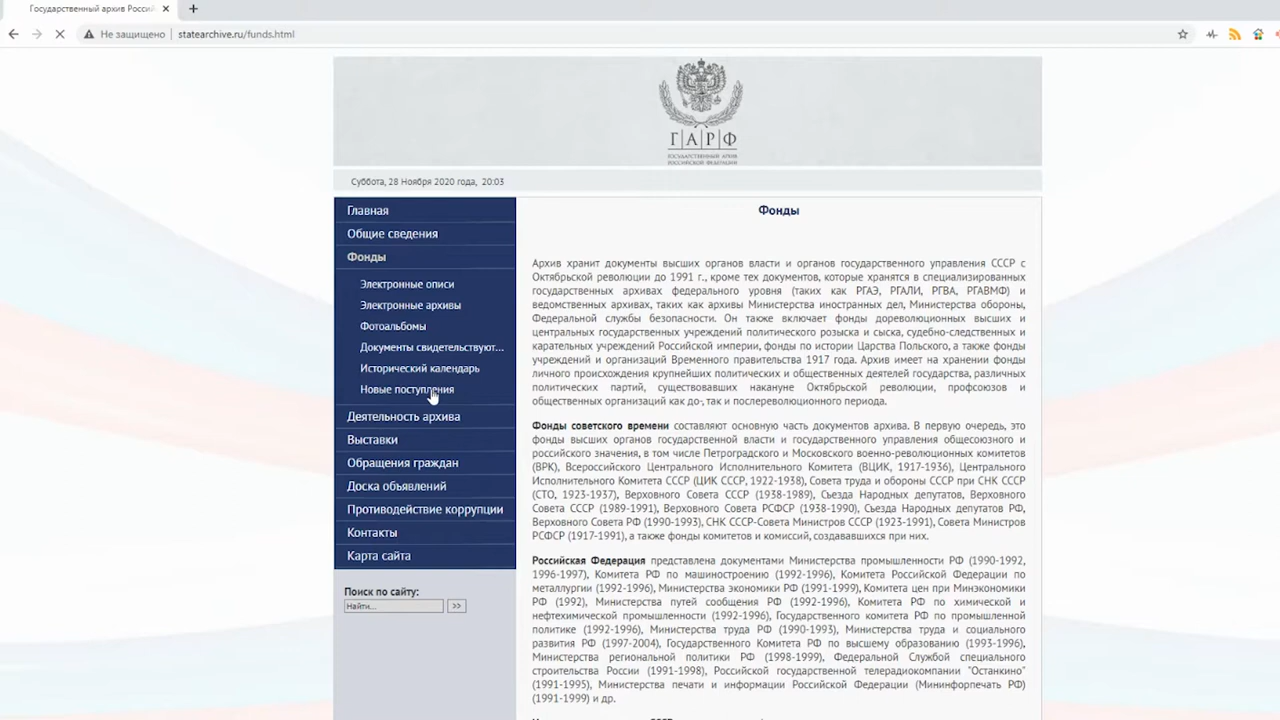 Государственный архив Россий
Не защищено
statearchive.ru/funds.html
Г|А|Р|Ф
ГОСУДАРСТВЕННЫЙ АРХИВ
РОССИЙСКОЙ ФЕДЕРАЦИИ
Суббота, 28 Ноября 2020 года, 20:03
Главная
Общие сведения
Фонды
Электронные описи
Электронные архивы
Фотоальбомы
Документы свидетельствуют...
Исторический календарь
Новые поступления
Деятельность архива
Выставки
Обращения граждан
Доска объявлений
Противодействие коррупции
Контакты
Карта сайта
Поиск по сайту:
Найти...
>>
Фонды
Архив хранит документы высших органов власти и органов государственного управления СССР с
Октябрьской революции до 1991 г., кроме тех документов, которые хранятся в специализированных
государственных архивах федерального уровня (таких как РГАЭ, РГАЛИ, РГВА, РГАВМФ) и
ведомственных архивах, таких как архивы Министерства иностранных дел, Министерства обороны,
Федеральной службы безопасности. Он также включает фонды дореволюционных высших и
центральных государственных учреждений политического розыска и сыска, судебно-следственных и
карательных учреждений Российской империи, фонды по истории Царства Польского, а также фонды
учреждений и организаций Временного правительства 1917 года. Архив имеет на хранении фонды
личного происхождения крупнейших политических и общественных деятелей государства, различных
политических партий, существовавших накануне Октябрьской революции, профсоюзов и
общественных организаций как до-, так и послереволюционного периода.
Фонды советского времени составляют основную часть документов архива. В первую очередь, это
фонды высших органов государственной власти и государственного управления общесоюзного и
российского значения, в том числе Петроградского и Московского военно-революционных комитетов
(ВРК), Всероссийского Центрального Исполнительного Комитета (ВЦИК, 1917-1936), Центрального
Исполнительного Комитета СССР (ЦИК СССР, 1922-1938), Совета труда и обороны СССР при СНК СССР
(СТО, 1923-1937), Верховного Совета СССР (1938-1989), Съезда Народных депутатов, Верховного
Совета СССР (1989-1991), Верховного Совета РСФСР (1938-1990), Съезда Народных депутатов РФ,
Верховного Совета РФ (1990-1993), СНК СССР-Совета Министров СССР (1923-1991), Совета Министров
РСФСР (1917-1991), а также фонды комитетов и комиссий, создававшихся при них.
Российская Федерация представлена документами Министерства промышленности РФ (1990-1992,
1996-1997), Комитета РФ по машиностроению (1992-1996), Комитета Российской Федерации по
металлургии (1992-1996), Министерства экономики РФ (1991-1999), Комитета цен при Минэкономики
РФ (1992), Министерства путей сообщения РФ (1992-1996), Комитета РФ по химической и
нефтехимической промышленности (1992-1996), Государственного комитета РФ по промышленной
политике (1992-1996), Министерства труда РФ (1990-1993), Министерства труда и социального
развития РФ (1997-2004), Государственного Комитета РФ по высшему образованию (1993-1996),
Министерства региональной политики РФ (1998-1999), Федеральной Службой специального
строительства России (1991-1998), Российской государственной телерадиокомпании "Останкино"
(1991-1995), Министерства печати и информации Российской Федерации (Мининформпечать РФ)
(1991-1999) и др.